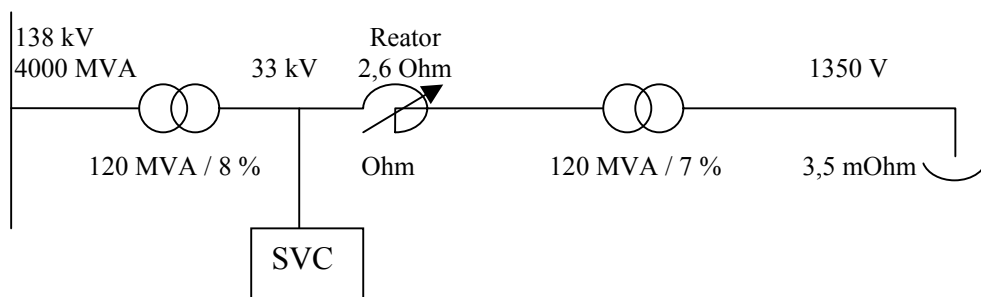 138 kV
4000 MVA
33 kV
Reator
2,6 Ohm
1350 V
120 MVA / 8 %
Ohm
120 MVA / 7 %
3,5 mOhm
SVC